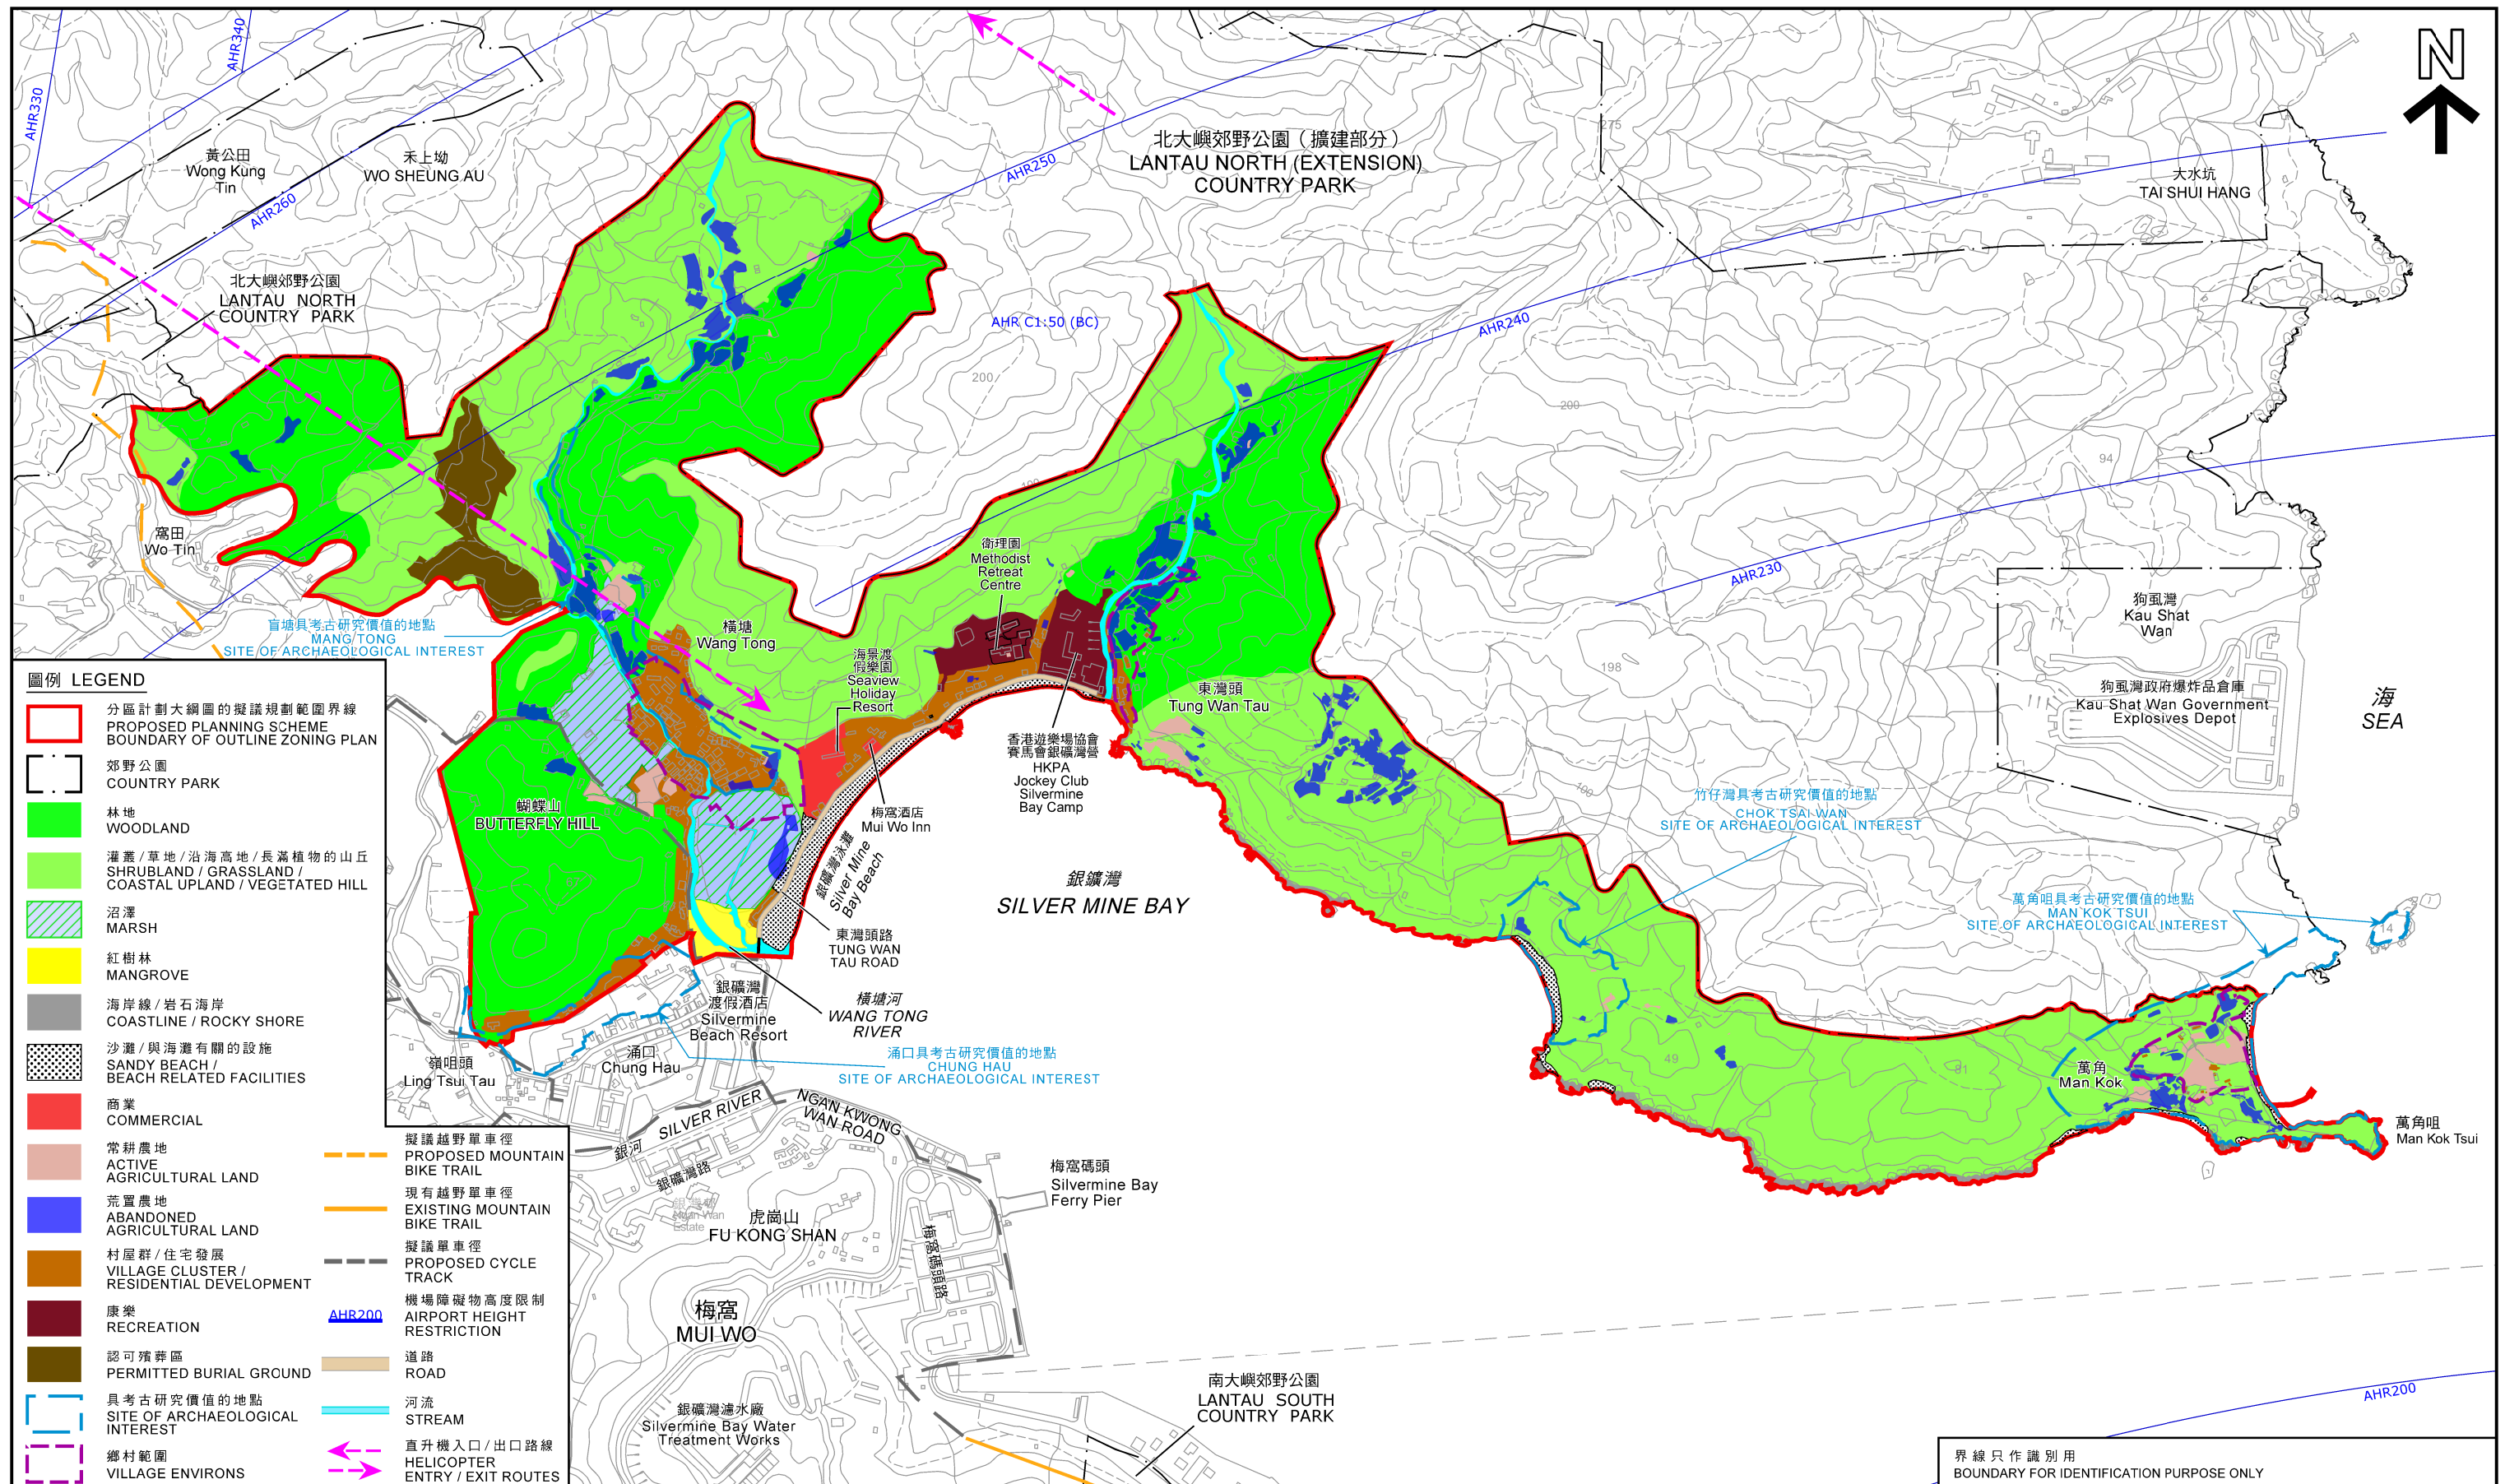 AHR340
AHR330
黃公田
Wong Kung
Tin
禾上坳
WO SHEUNG AU
AHR260
AHR250
北大嶼郊野公園（擴建部分）
LANTAU NORTH (EXTENSION)
COUNTRY PARK
275
N
大水坑
TAI SHUI HANG
北大嶼郊野公園
LANTAU NORTH
COUNTRY PARK
AHR C1:50 (BC)
AHR240
200
200
94
100
窩田
Wo Tin
衛理園
Methodist
Retreat
Centre
AHR230
狗虱灣
Kau Shat
Wan
盲塘具考古研究價值的地點
MANG TONG
SITE OF ARCHAEOLOGICAL INTEREST
橫塘
Wang Tong
海景渡
假樂園
Seaview
Holiday
Resort
東灣頭
Tung Wan Tau
198
狗虱灣政府爆炸品倉庫
Kau Shat Wan Government
Explosives Depot
海
SEA
香港遊樂場協會
賽馬會銀礦灣營
HKPA
Jockey Club
Silvermine
Bay Camp
100
竹仔灣具考古研究價值的地點
CHOK TSAI WAN
SITE OF ARCHAEOLOGICAL INTEREST
蝴蝶山
BUTTERFLY HILL
梅窩酒店
Mui Wo Inn
銀礦灣泳灘
Silver Mine
Bay Beach
銀鑛灣
SILVER MINE BAY
萬角咀具考古研究價值的地點
MAN KOK TSUI
SITE OF ARCHAEOLOGICAL INTEREST
14
東灣頭路
TUNG WAN
TAU ROAD
銀礦灣
渡假酒店
Silvermine
Beach Resort
橫塘河
WANG TONG
RIVER
涌口具考古研究價值的地點
CHUNG HAU
SITE OF ARCHAEOLOGICAL INTEREST
嶺咀頭
Ling Tsui Tau
涌口
Chung Hau
49
81
萬角
Man Kok
萬角咀
Man Kok Tsui
銀河
SILVER RIVER
NGAN KWONG
WAN ROAD
銀礦灣路
梅窩碼頭
Silvermine Bay
Ferry Pier
Ngan Wan
Estate
虎崗山
FU KONG SHAN
梅窩碼頭路
梅窩
MUI WO
銀礦灣濾水廠
Silvermine Bay Water
Treatment Works
南大嶼郊野公園
LANTAU SOUTH
COUNTRY PARK
AHR200
圖例 LEGEND
分區計劃大綱圖的擬議規劃範圍界線
PROPOSED PLANNING SCHEME
BOUNDARY OF OUTLINE ZONING PLAN
郊野公園
COUNTRY PARK
林地
WOODLAND
灌叢/草地/沿海高地/長滿植物的山丘
SHRUBLAND / GRASSLAND /
COASTAL UPLAND / VEGETATED HILL
沼澤
MARSH
紅樹林
MANGROVE
海岸線/岩石海岸
COASTLINE / ROCKY SHORE
沙灘/與海灘有關的設施
SANDY BEACH /
BEACH RELATED FACILITIES
商業
COMMERCIAL
常耕農地
ACTIVE
AGRICULTURAL LAND
荒置農地
ABANDONED
AGRICULTURAL LAND
村屋群/住宅發展
VILLAGE CLUSTER /
RESIDENTIAL DEVELOPMENT
康樂
RECREATION
認可殯葬區
PERMITTED BURIAL GROUND
具考古研究價值的地點
SITE OF ARCHAEOLOGICAL
INTEREST
鄉村範圍
VILLAGE ENVIRONS
擬議越野單車徑
PROPOSED MOUNTAIN
BIKE TRAIL
現有越野單車徑
EXISTING MOUNTAIN
BIKE TRAIL
擬議單車徑
PROPOSED CYCLE
TRACK
AHR200
機場障礙物高度限制
AIRPORT HEIGHT
RESTRICTION
道路
ROAD
河流
STREAM
直升機入口/出口路線
HELICOPTER
ENTRY / EXIT ROUTES
界線只作識別用
BOUNDARY FOR IDENTIFICATION PURPOSE ONLY